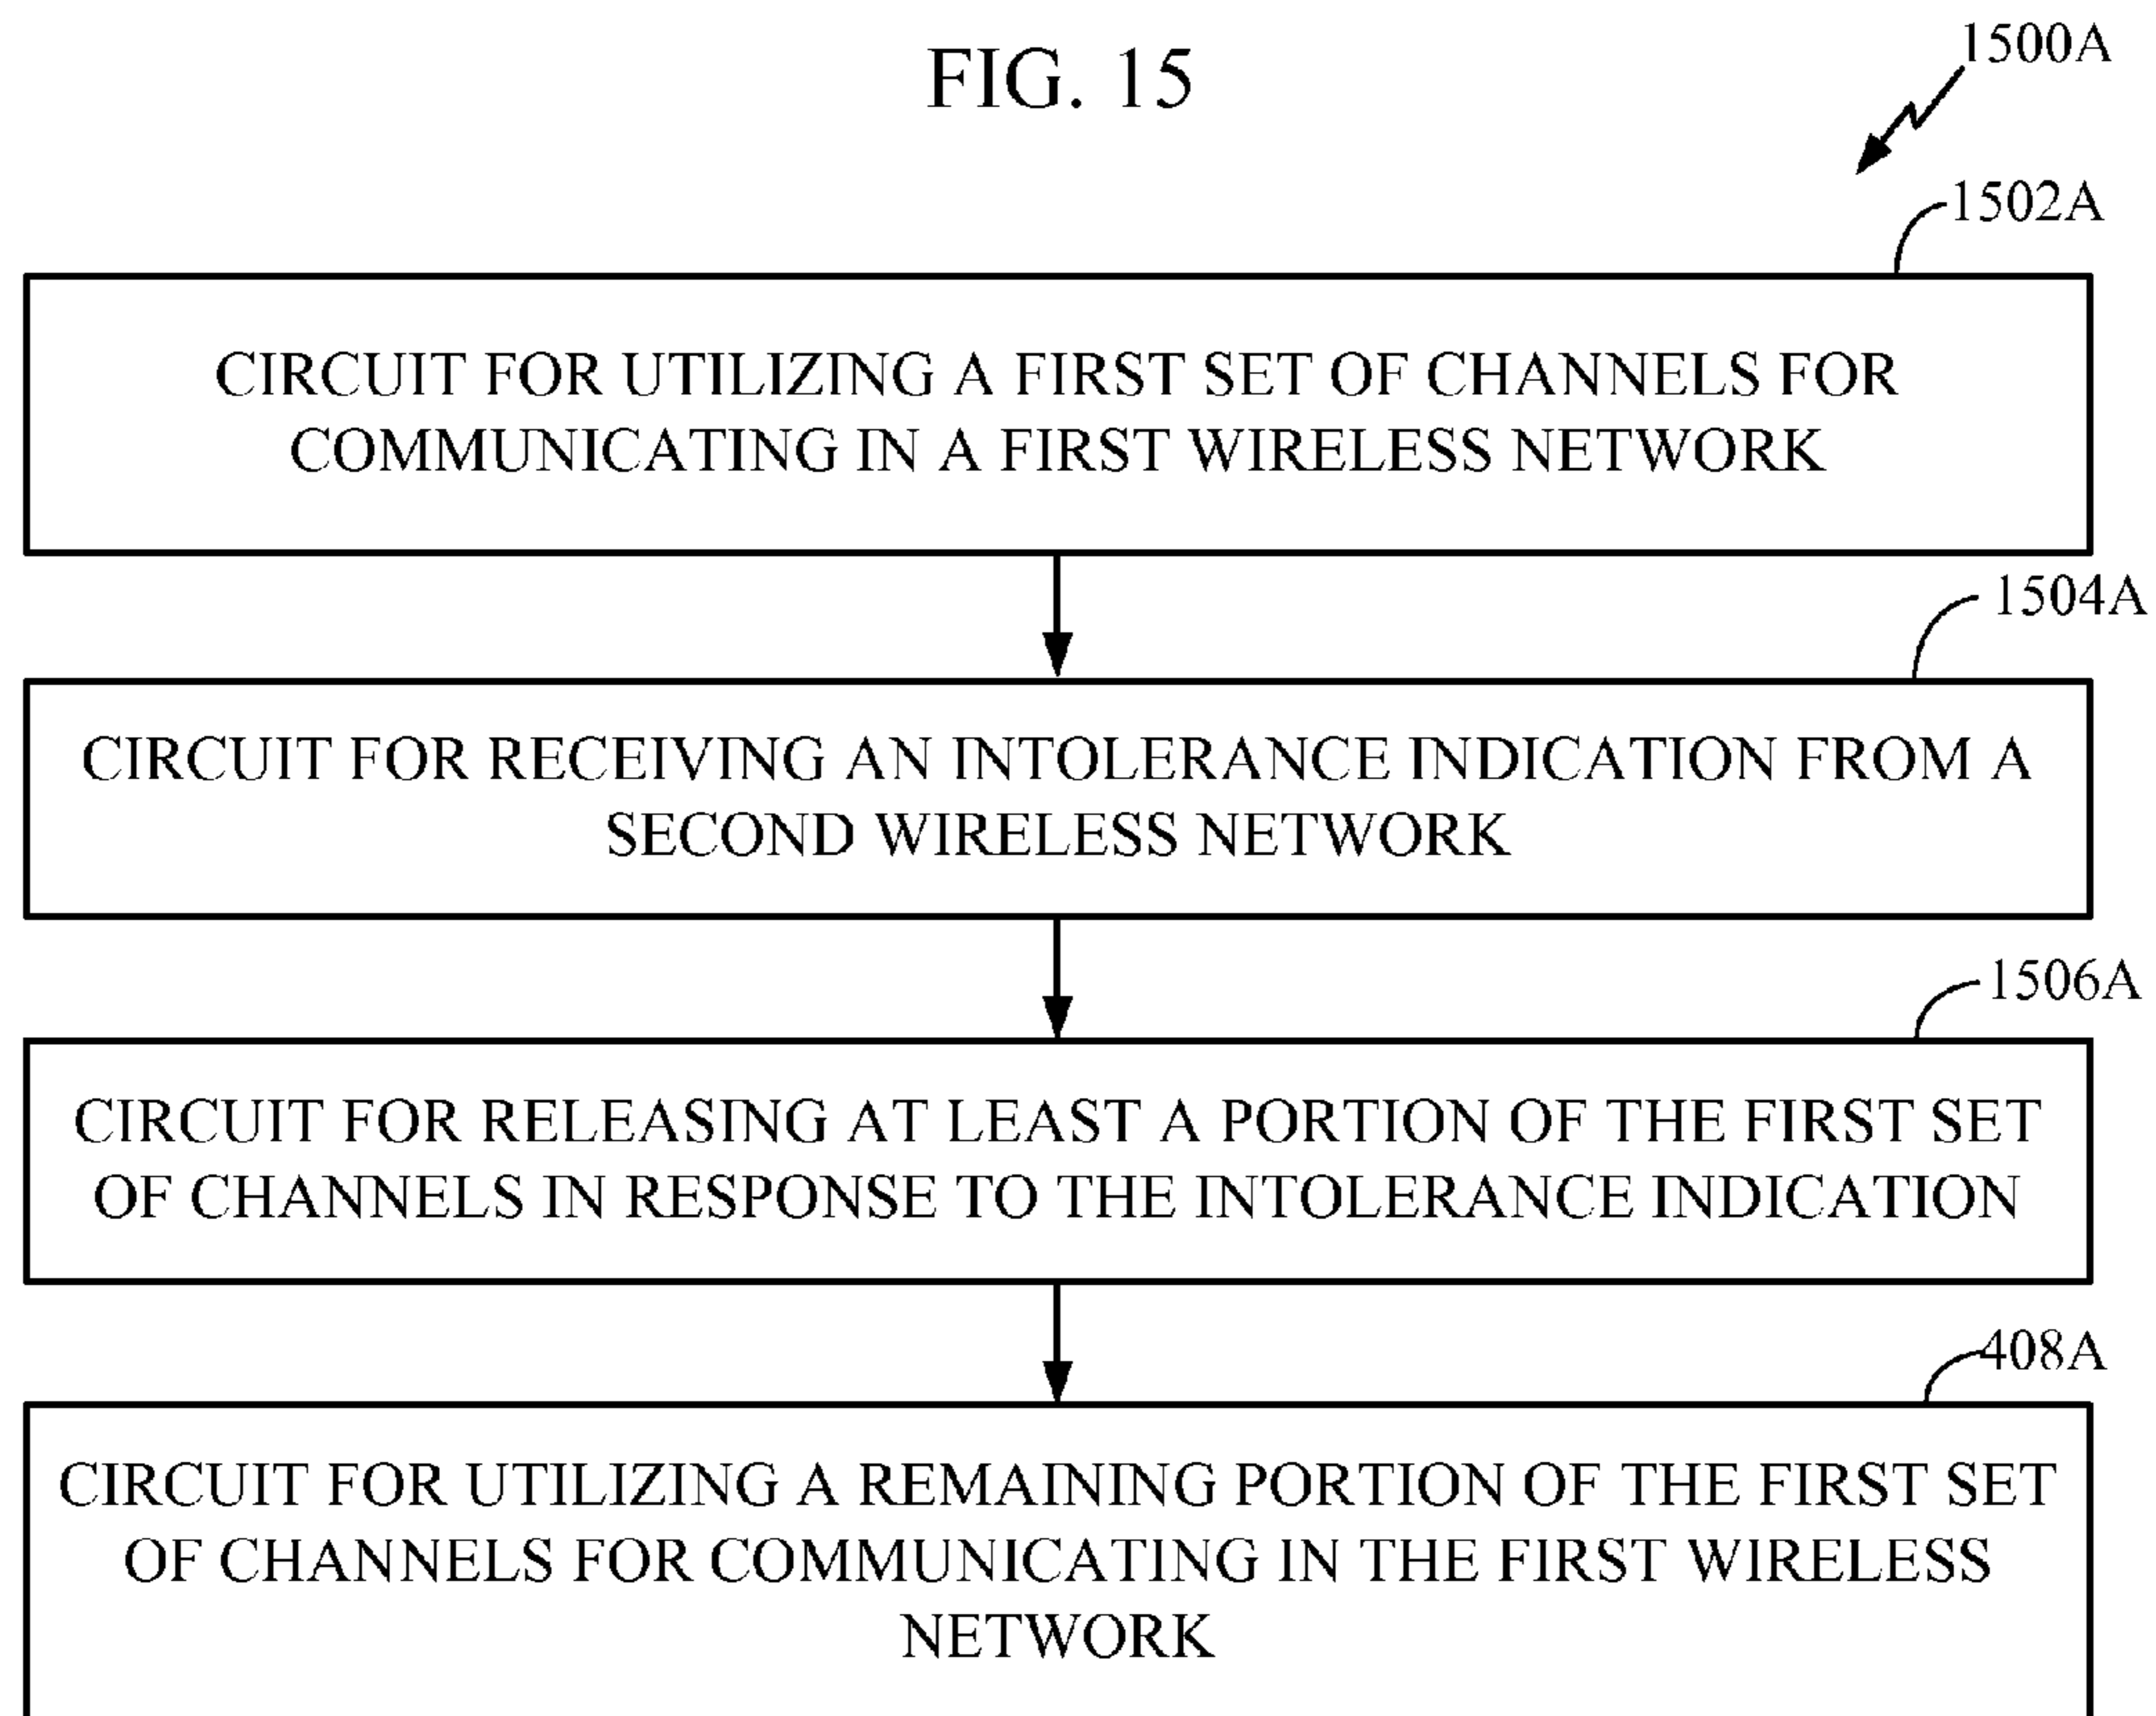 FIG. 15
1500A
1502A
CIRCUIT FOR UTILIZING A FIRST SET OF CHANNELS FOR
COMMUNICATING IN A FIRST WIRELESS NETWORK
1504A
CIRCUIT FOR RECEIVING AN INTOLERANCE INDICATION FROM A
SECOND WIRELESS NETWORK
1506A
CIRCUIT FOR RELEASING AT LEAST A PORTION OF THE FIRST SET
OF CHANNELS IN RESPONSE TO THE INTOLERANCE INDICATION
408A
CIRCUIT FOR UTILIZING A REMAINING PORTION OF THE FIRST SET
OF CHANNELS FOR COMMUNICATING IN THE FIRST WIRELESS
NETWORK